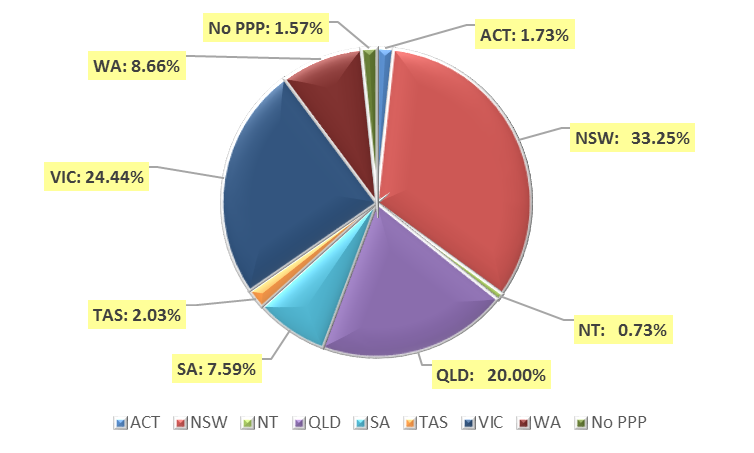 No PPP: 1.57%
ACT: 1.73%
WA: 8.66%
NSW: 33.25%
VIC: 24.44%
TAS: 2.03%
NT: 0.73%
SA: 7.59%
QLD: 20.00%
ACT NSW NT QLD SA TAS VIC WA No PPP